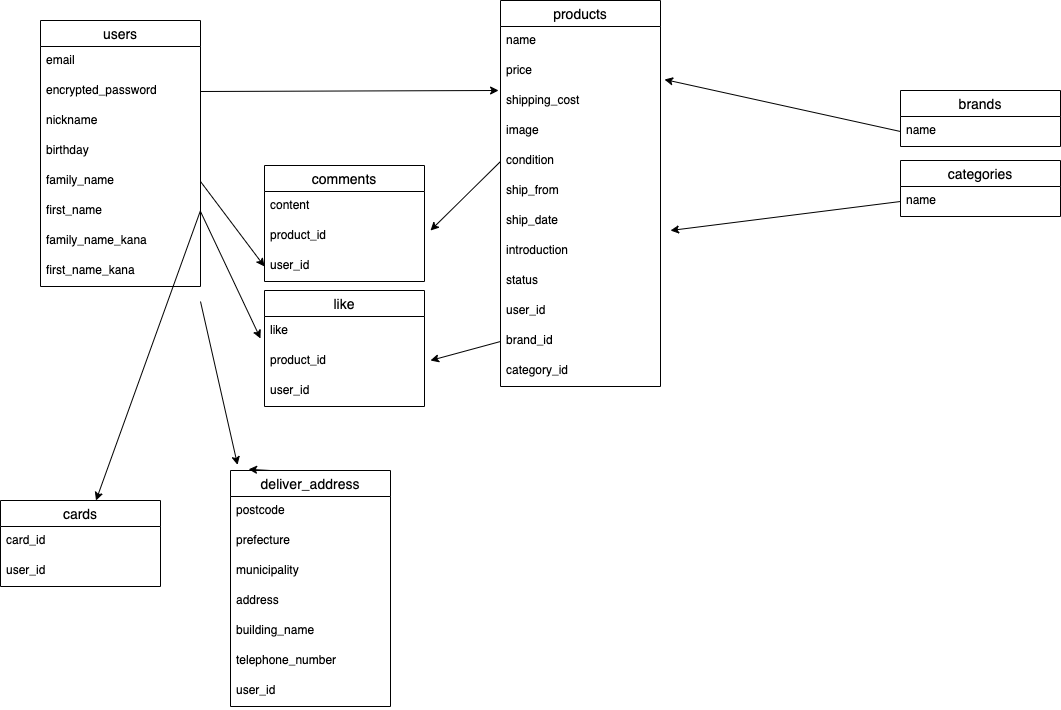 users
email
encrypted_password
nickname
birthday
family_name
first_name
family_name_kana
first_name_kana
products
name
price
shipping_cost
image
condition
ship_from
ship_date
introduction
status
user_id
brand_id
category_id
brands
name
categories
name
comments
content
product_id
user_id
like
like
product_id
user_id
cards
card_id
user_id
deliver_address
postcode
prefecture
municipality
address
building_name
telephone_number
user_id